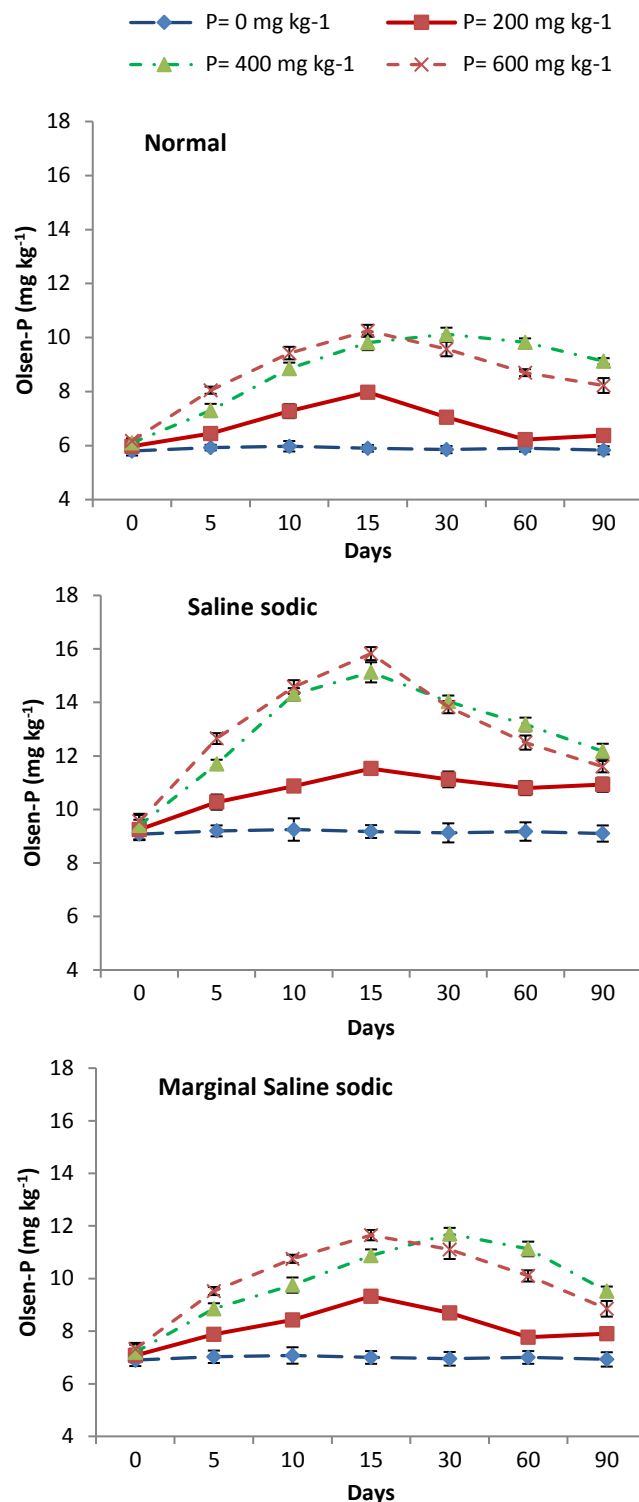 P= 0 mg kg-1 P= 200 mg kg-1
P= 400 mg kg-1 P= 600 mg kg-1
18
16
14
12
10
8
6
4
Normal
Olsen-P (mg kg-1)
0 5 10 15 30 60 90
Days
18
16
14
12
10
8
6
4
Saline sodic
Olsen-P (mg kg-1)
0 5 10 15 30 60 90
Days
18
16
14
12
10
8
6
4
Marginal Saline sodic
Olsen-P (mg kg-1)
0 5 10 15 30 60 90
Days